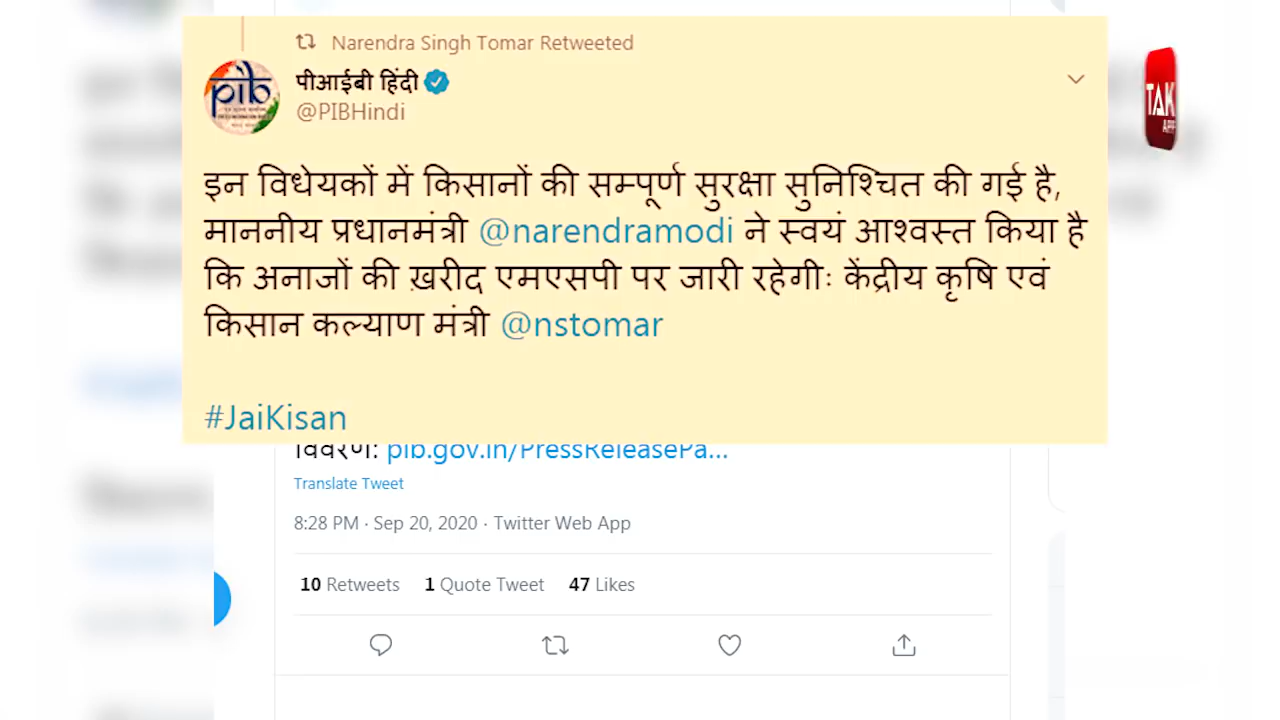 Narendra Singh Tomar Retweeted
पीआईबी हिंदी
@PIBHindi
pib
TAK
इन विधेयकों में किसानों की सम्पूर्ण सुरक्षा सुनिश्चित की गई है,
माननीय प्रधानमंत्री @narendramodi ने स्वयं आश्वस्त किया है
कि अनाजों की ख़रीद एमएसपी पर जारी रहेगीः केंद्रीय कृषि एवं
किसान कल्याण मंत्री @nstomar
#JaiKisan
विवरण: pib.gov.in/PressReleasePa...
Translate Tweet
8:28 PM · Sep 20, 2020 · Twitter Web App
10 Retweets 1 Quote Tweet 47 Likes